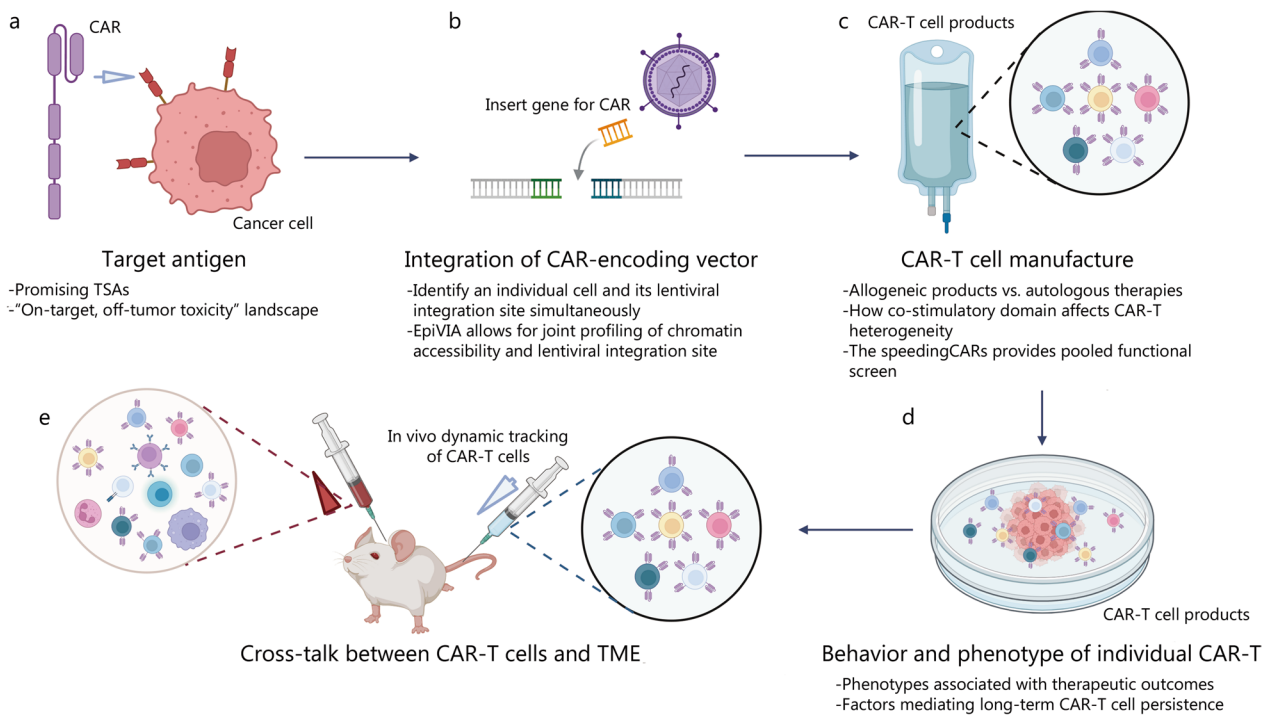 a
CAR
Cancer cell
Target antigen
-Promising TSAs
-“On-target, off-tumor toxicity” landscape
b
Insert gene for CAR
Integration of CAR-encoding vector
-Identify an individual cell and its lentiviral
integration site simultaneously
-EpiVIA allows for joint profiling of chromatin
accessibility and lentiviral integration site
c
CAR-T cell products
CAR-T cell manufacture
-Allogeneic products vs. autologous therapies
-How co-stimulatory domain affects CAR-T
heterogeneity
-The speedingCARs provides pooled functional
screen
d
CAR-T cell products
Behavior and phenotype of individual CAR-T
-Phenotypes associated with therapeutic outcomes
-Factors mediating long-term CAR-T cell persistence
e
In vivo dynamic tracking
of CAR-T cells
Cross-talk between CAR-T cells and TME